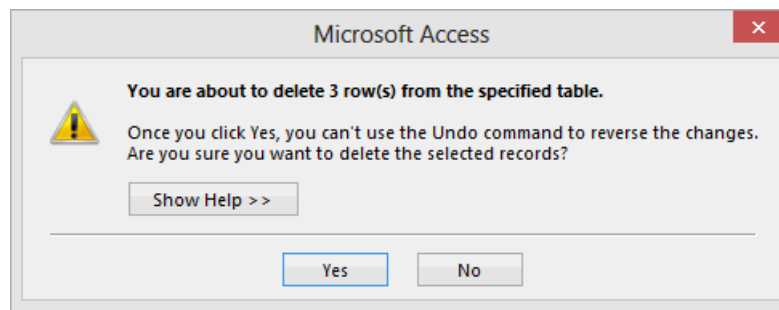 Microsoft Access
You are about to delete 3 row(s) from the specified table.
Once you click Yes, you can't use the Undo command to reverse the changes.
Are you sure you want to delete the selected records?
Show Help >>
Yes No